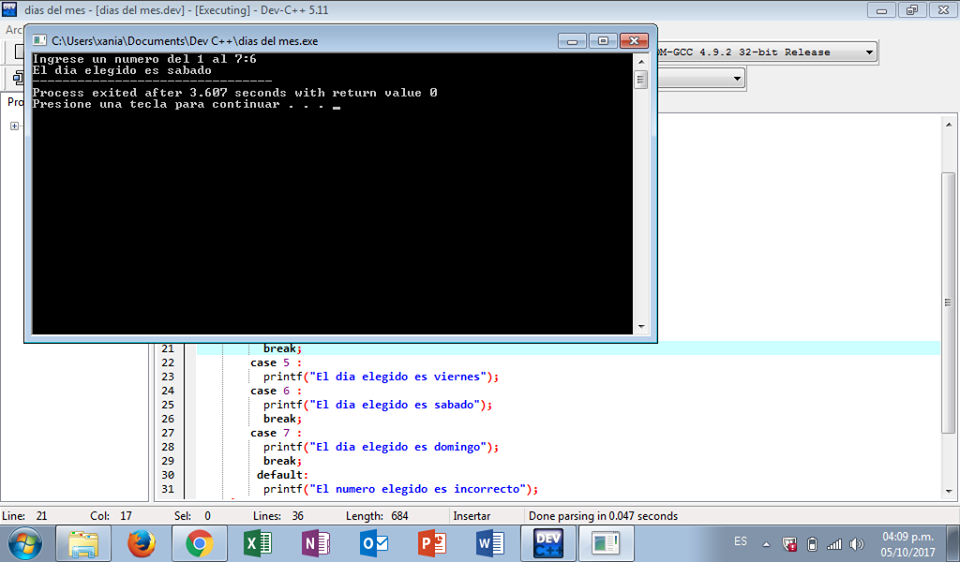 dias del mes - [dias del mes.dev] - [Executing] - Dev-C++ 5.11
Arc
C:\Users\xania\Documents\Dev C++\dias del mes.exe
DM-GCC 4.9.2 32-bit Release
Pro
Ingrese un numero del 1 al 7:6
El dia elegido es sabado
--------------------------------
Process exited after 3.607 seconds with return value 0
Presione una tecla para continuar . . . _
21 break;
22 case 5 :
23 printf("El dia elegido es viernes");
24 case 6 :
25 printf("El dia elegido es sabado");
26 break;
27 case 7 :
28 printf("El dia elegido es domingo");
29 break;
30 default:
31 printf("El numero elegido es incorrecto");
Line: 21 Col: 17 Sel: 0 Lines: 36 Length: 684 Insertar Done parsing in 0.047 seconds
DEV
C++
ES
04:09 p.m.
05/10/2017